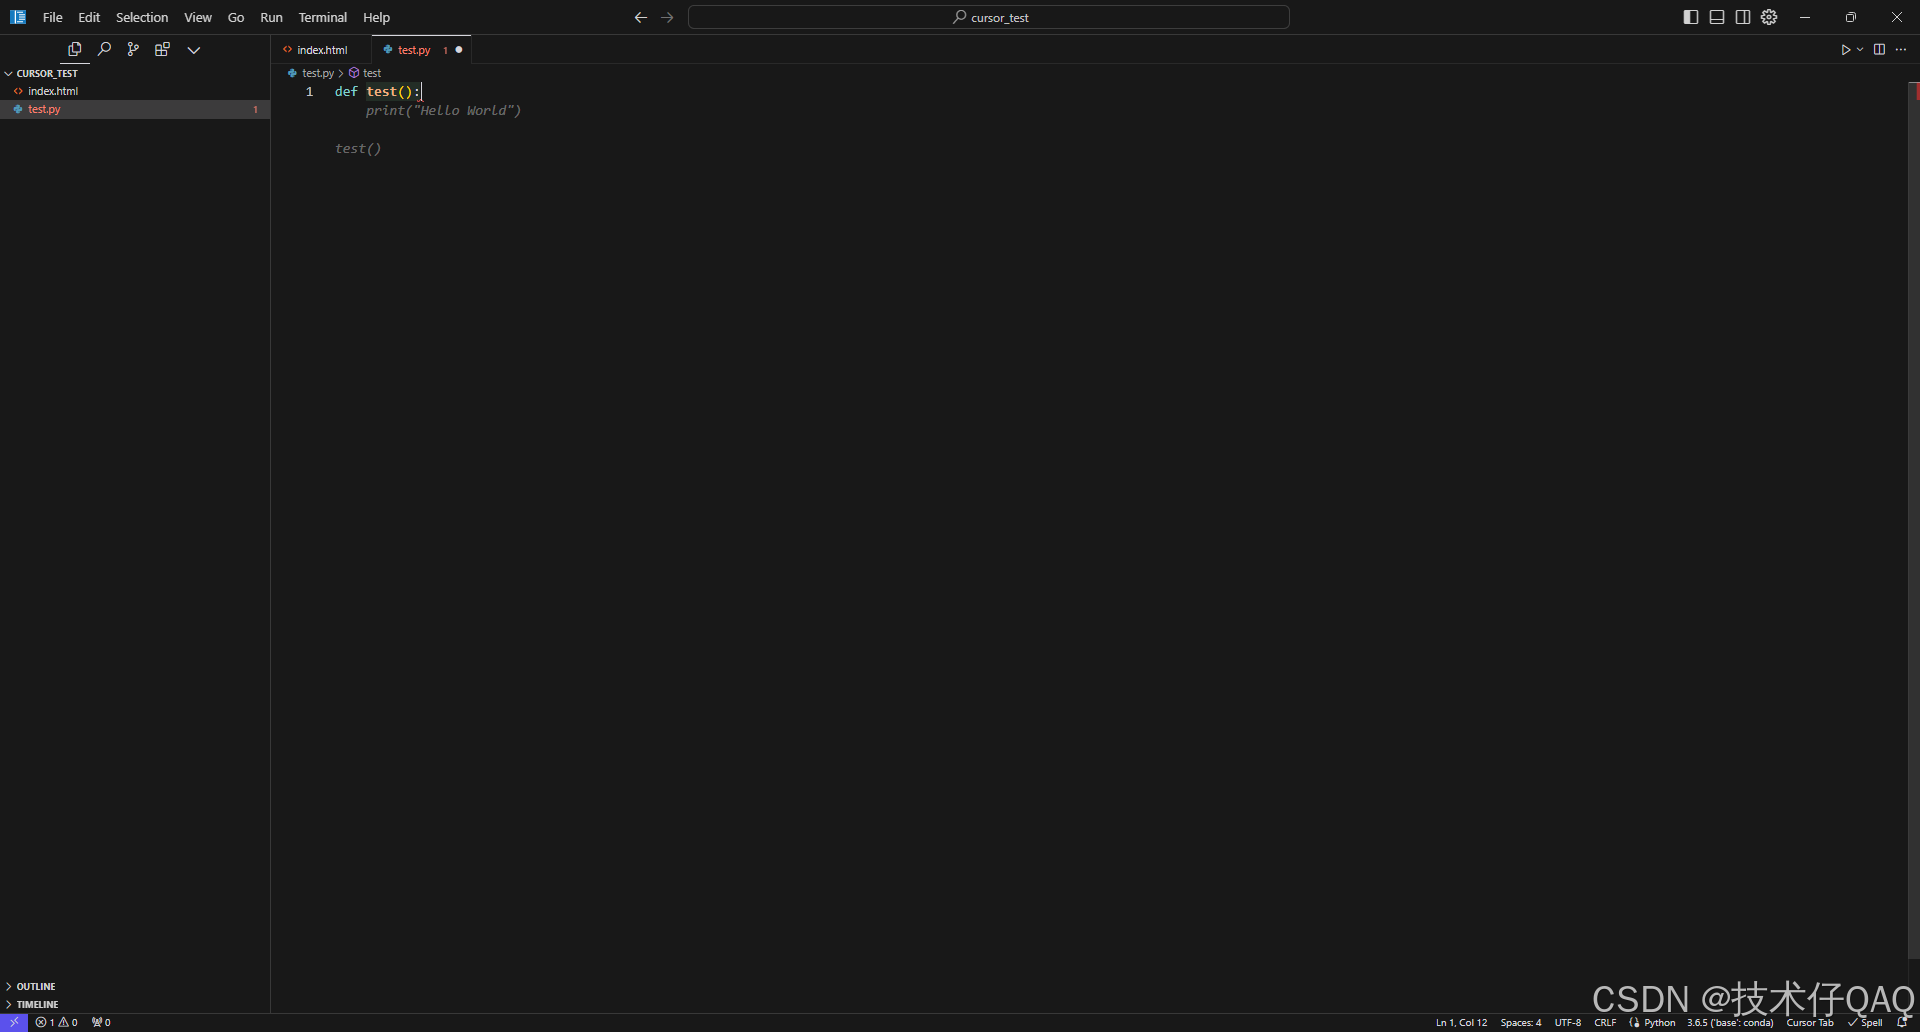 File Edit Selection View Go Run Terminal Help
cursor_test
index.html
test.py 1
test.py > test
CURSOR_TEST
index.html
test.py 1
1 def test():
print("Hello World")
test()
OUTLINE
TIMELINE
CSDN @技术仔QAQ
1 0 0
Ln 1, Col 12 Spaces: 4 UTF-8 CRLF Python 3.6.5 ('base': conda) Cursor Tab Spell